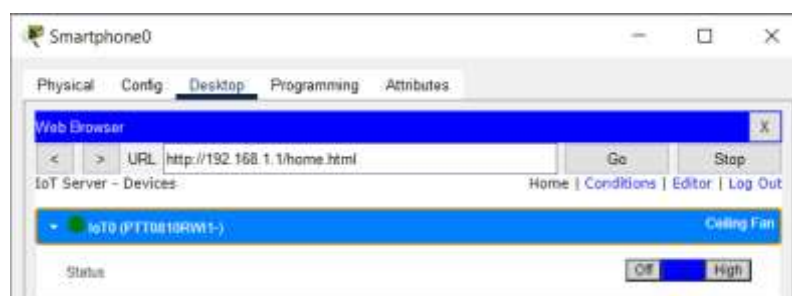 Smartphone0
Physical Config Desktop Programming Attributes
Web Browser X
< > URL http://192.168.1.1/home.html Go Stop
IoT Server - Devices Home | Conditions | Editor | Log Out
IoT0 (PTT0810RWI1-) Ceiling Fan
Status Off High